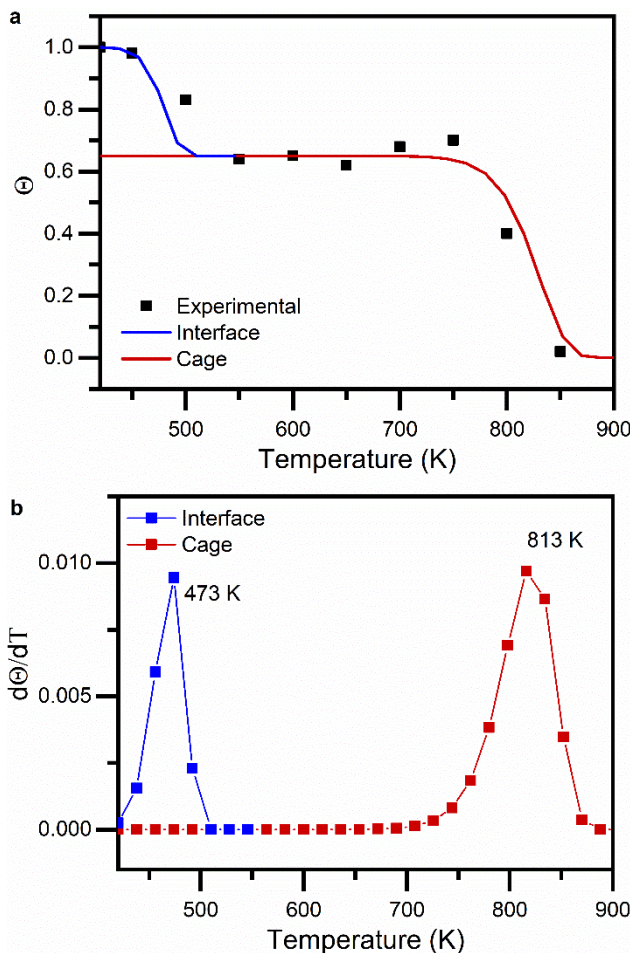 a
1.0
0.8
0.6
0.4
0.2
0.0
Θ
Experimental
Interface
Cage
500
600
700
800
900
Temperature (K)
b
Interface
Cage
813 K
473 K
0.010
0.005
0.000
dΘ/dT
500
600
700
800
900
Temperature (K)